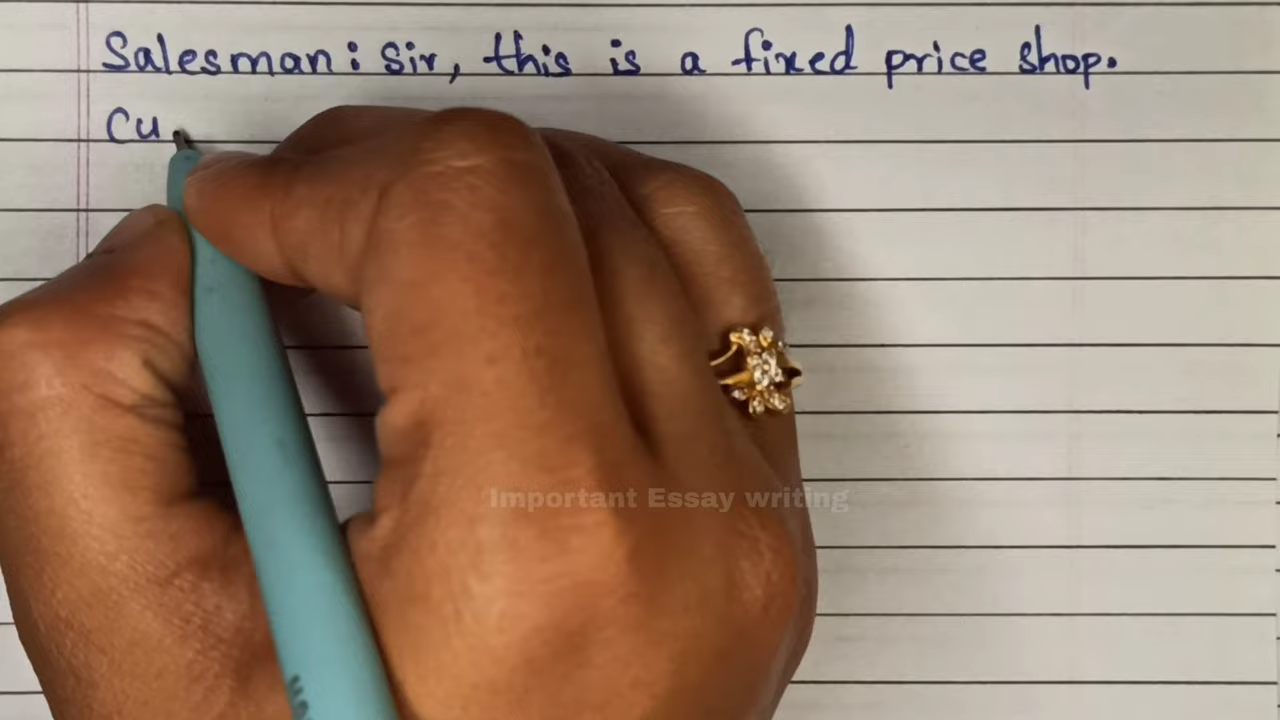 Salesman: Sir, this is a fixed price shop.
Cu
Important Essay writing